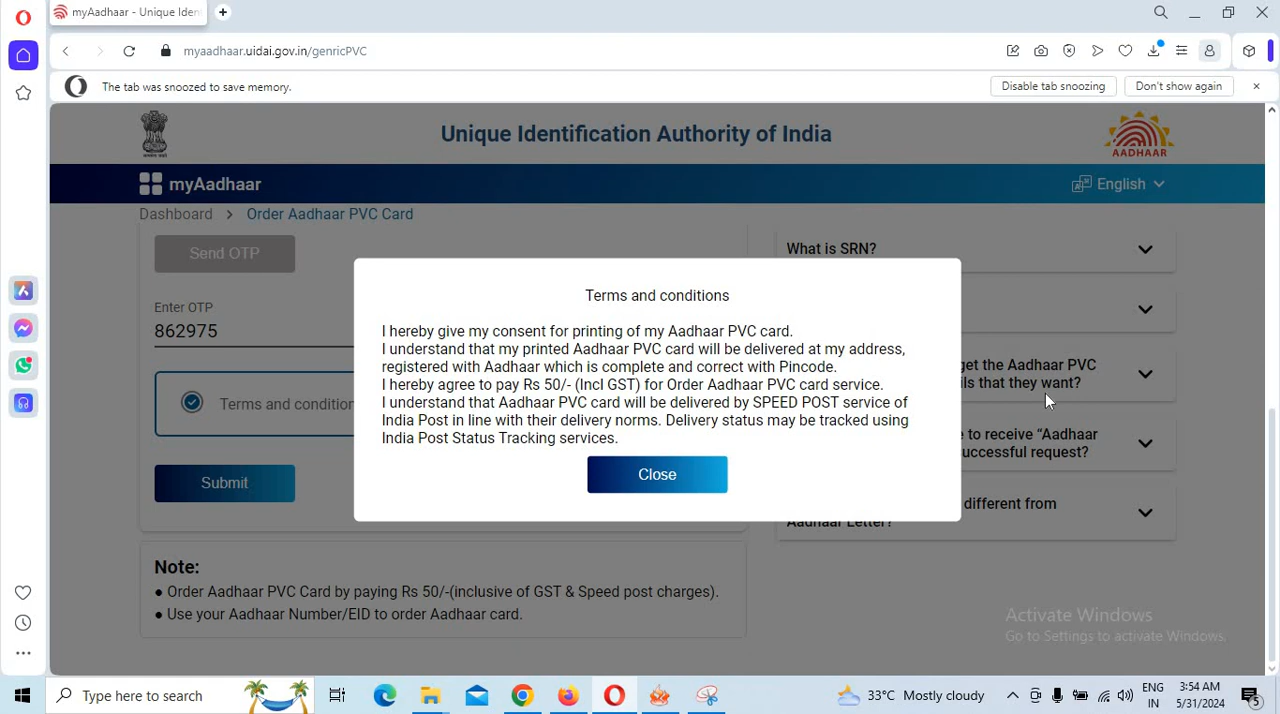 myAadhaar - Unique Iden
myaadhaar.uidai.gov.in/genricPVC
The tab was snoozed to save memory.
Disable tab snoozing
Don't show again
Unique Identification Authority of India
AADHAAR
myAadhaar
English
Dashboard > Order Aadhaar PVC Card
Send OTP
Enter OTP
862975
Terms and condition
Submit
Note:
● Order Aadhaar PVC Card by paying Rs 50/-(inclusive of GST & Speed post charges).
● Use your Aadhaar Number/EID to order Aadhaar card.
Terms and conditions
I hereby give my consent for printing of my Aadhaar PVC card.
I understand that my printed Aadhaar PVC card will be delivered at my address,
registered with Aadhaar which is complete and correct with Pincode.
I hereby agree to pay Rs 50/- (Incl GST) for Order Aadhaar PVC card service.
I understand that Aadhaar PVC card will be delivered by SPEED POST service of
India Post in line with their delivery norms. Delivery status may be tracked using
India Post Status Tracking services.
Close
What is SRN?
get the Aadhaar PVC
ils that they want?
e to receive “Aadhaar
uccessful request?
different from
Aadhaar Letter?
Activate Windows
Go to Settings to activate Windows.
Type here to search
33°C Mostly cloudy
ENG
IN
3:54 AM
5/31/2024
5